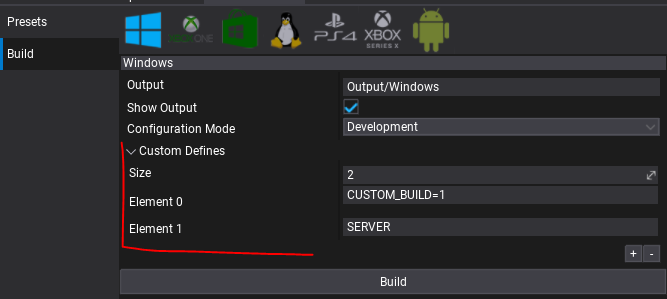 Presets
Build
XBOX ONE
PS4
XBOX
SERIES X
Windows
Output
Output/Windows
Show Output
Configuration Mode
Development
Custom Defines
Size
2
Element 0
CUSTOM_BUILD=1
Element 1
SERVER
+ -
Build